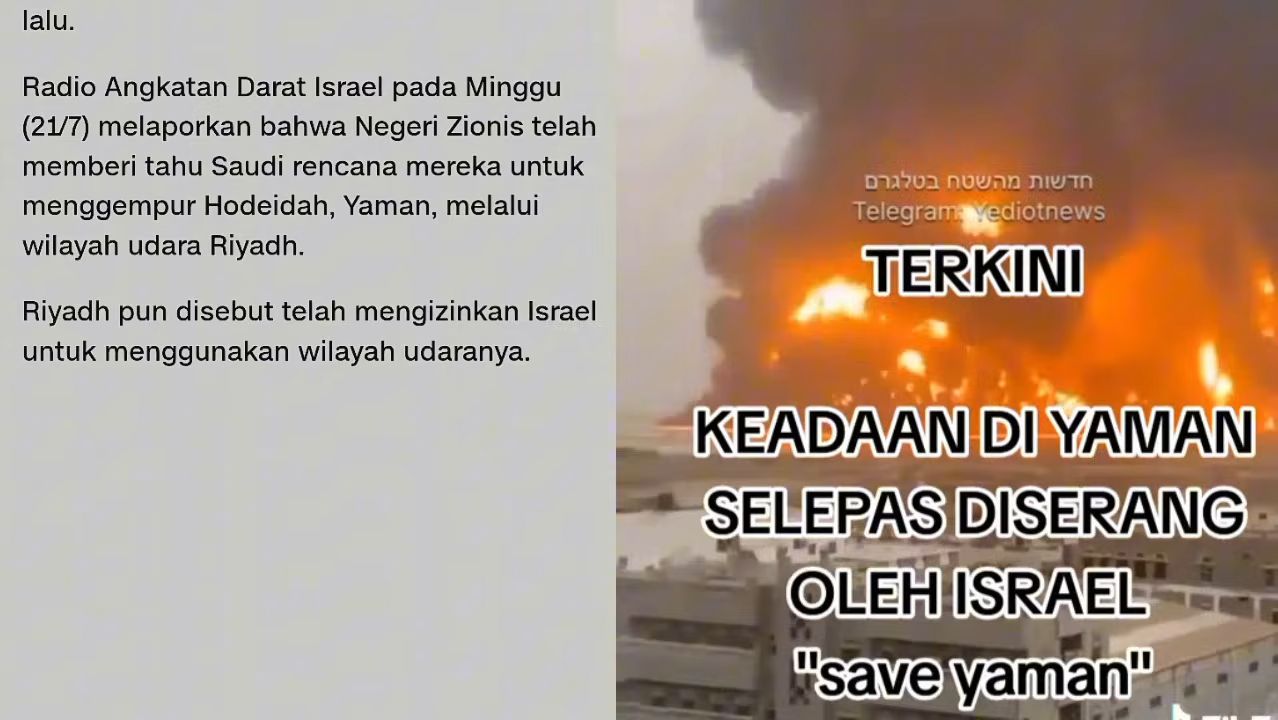 lalu.
Radio Angkatan Darat Israel pada Minggu
(21/7) melaporkan bahwa Negeri Zionis telah
memberi tahu Saudi rencana mereka untuk
menggempur Hodeidah, Yaman, melalui
wilayah udara Riyadh.
Riyadh pun disebut telah mengizinkan Israel
untuk menggunakan wilayah udaranya.
חדשות מהשטח בטלגרם
Telegram: Yediotnews
TERKINI
KEADAAN DI YAMAN
SELEPAS DISERANG
OLEH ISRAEL
"save yaman"